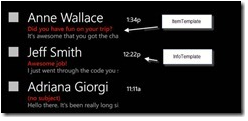 Anne Wallace 1:34p
Did you have fun on your trip?
It's awesome that you got the cha
ItemTemplate
Jeff Smith 12:22p
Awesome job!
I just went through the code you s
InfoTemplate
Adriana Giorgi 11:11a
(no subject)
Hello there. It's been really long si